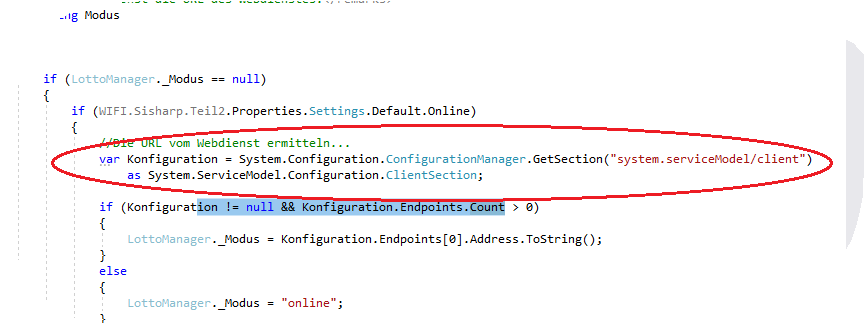 die URL des Webdienstes.</remarks>
ng Modus
if (LottoManager._Modus == null)
{
if (WIFI.Sisharp.Teil2.Properties.Settings.Default.Online)
{
//Die URL vom Webdienst ermitteln...
var Konfiguration = System.Configuration.ConfigurationManager.GetSection("system.serviceModel/client")
as System.ServiceModel.Configuration.ClientSection;
if (Konfiguration != null && Konfiguration.Endpoints.Count > 0)
{
LottoManager._Modus = Konfiguration.Endpoints[0].Address.ToString();
}
else
{
LottoManager._Modus = "online";
}